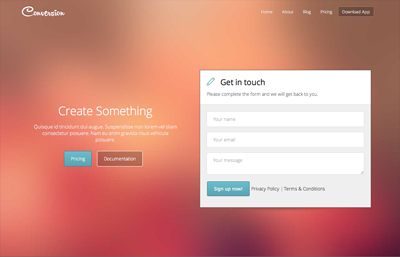 Conversion
Home About Blog Pricing Download App
Get in touch
Please complete the form and we will get back to you.
Create Something
Quisque id tincidunt dui augue. Suspendisse non lorem vel diam
consectetur posuere. Nam eu enim gravida risus vehicula
posuere.
Pricing Documentation
Your name
Your email
Your message
Sign up now! Privacy Policy | Terms & Conditions